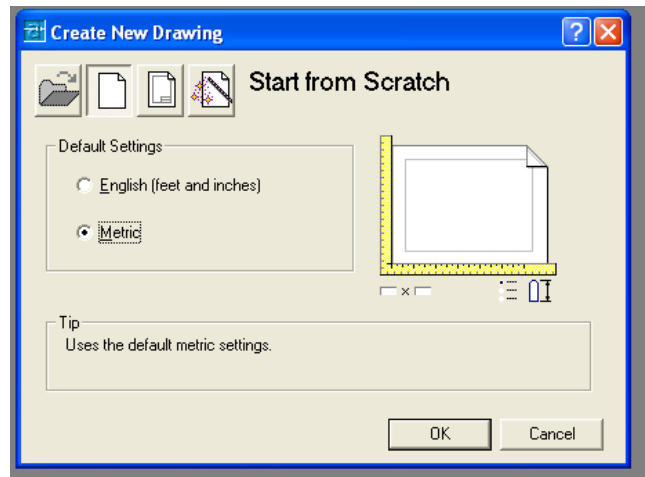 Create New Drawing
Start from Scratch
Default Settings
English (feet and inches)
Metric
Tip
Uses the default metric settings.
OK
Cancel